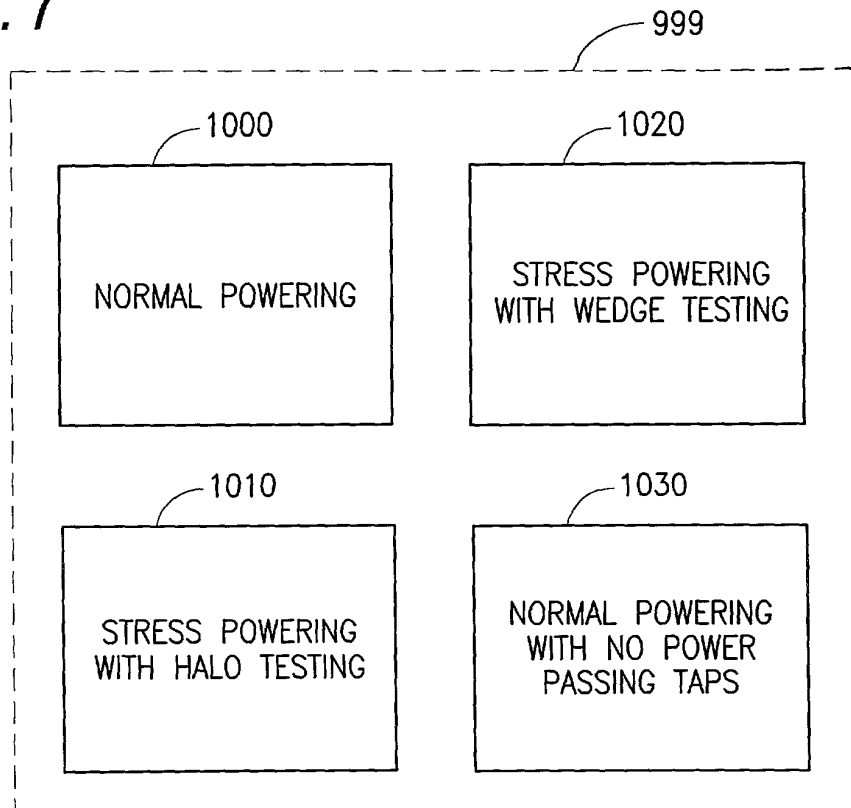 . 7
999
1000
NORMAL POWERING
1020
STRESS POWERING
WITH WEDGE TESTING
1010
STRESS POWERING
WITH HALO TESTING
1030
NORMAL POWERING
WITH NO POWER
PASSING TAPS